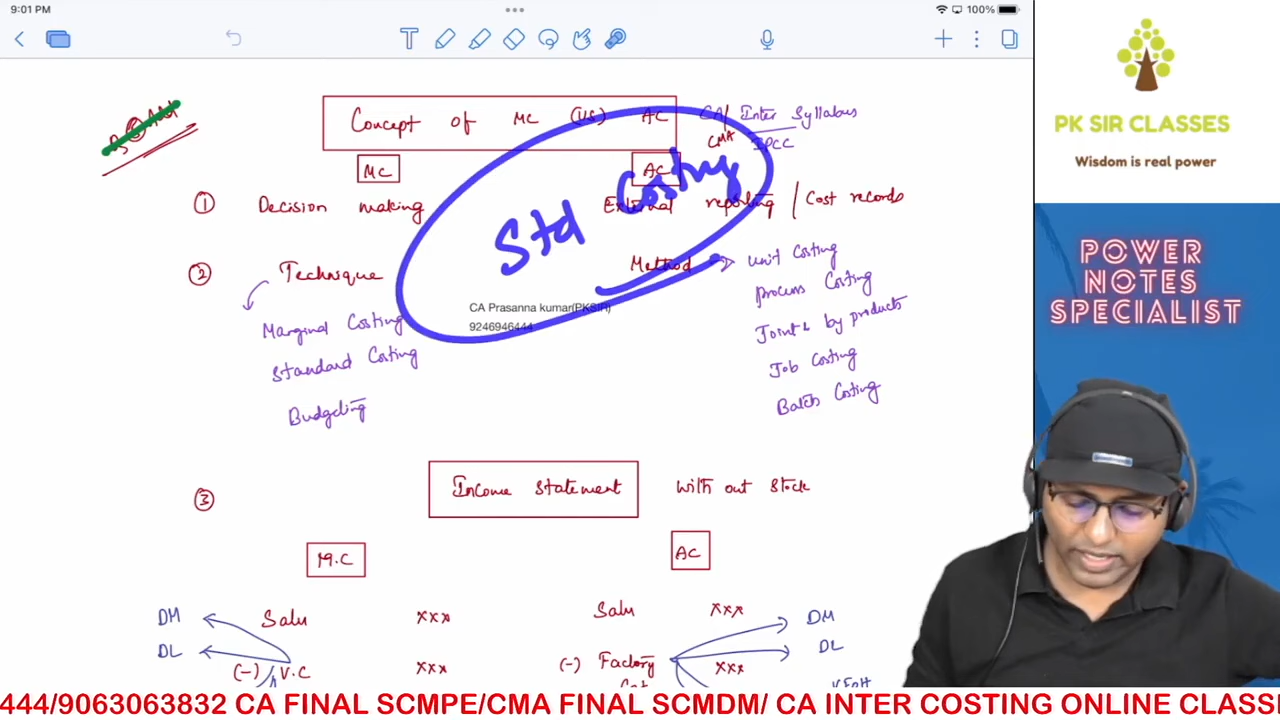 9:01 PM
100%
PK SIR CLASSES
Wisdom is real power
POWER
NOTES
SPECIALIST
Concept of MC (Us) AC
CA/ Inter Syllabus
CMA IPCC
MC
AC
Std Costing
① Decision making
External reporting / Cost records
② Technique
Method
Unit Costing
Process Costing
Joint & by products
Job Costing
Batch Costing
Marginal Costing
Standard Costing
Budgeting
CA Prasanna kumar(PKSIR)
9246946444
③ Income Statement With out Stock
M.C
AC
DM
DL
Sales xxx
(-) V.C xxx
Sales xxx
(-) Factory xxx
DM
DL
444/9063063832 CA FINAL SCMPE/CMA FINAL SCMDM/ CA INTER COSTING ONLINE CLASS